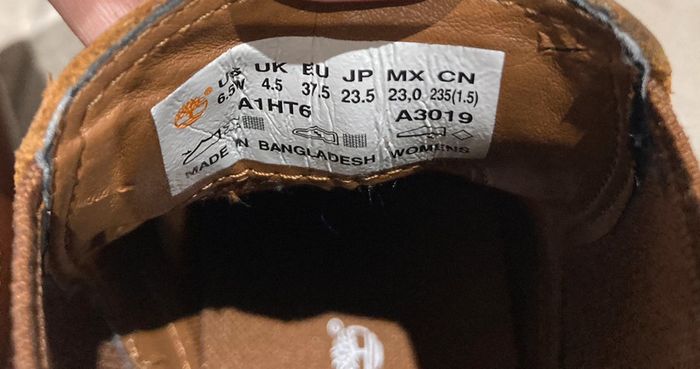 US UK EU JP MX CN
6.5W 4.5 37.5 23.5 23,0 235(1.5)
A1HT6 A3019
MADE IN BANGLADESH WOMENS